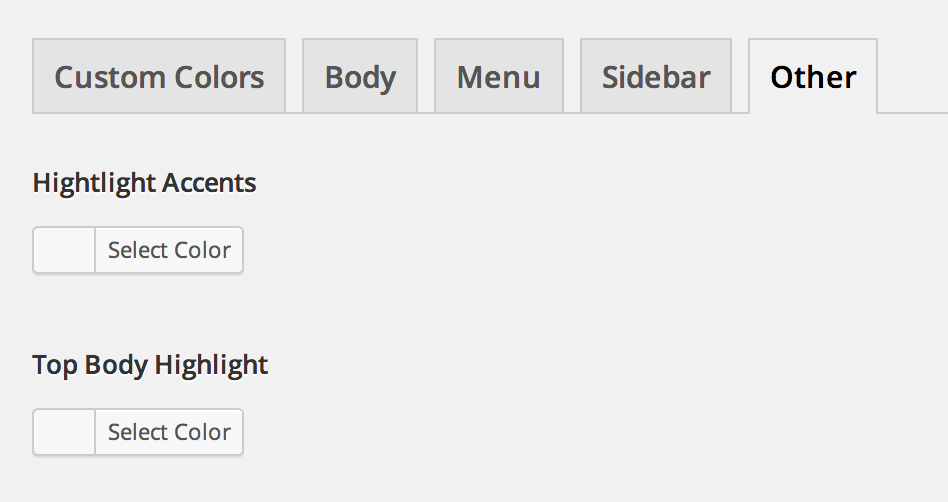 Custom Colors Body Menu Sidebar Other
Hightlight Accents
Select Color
Top Body Highlight
Select Color